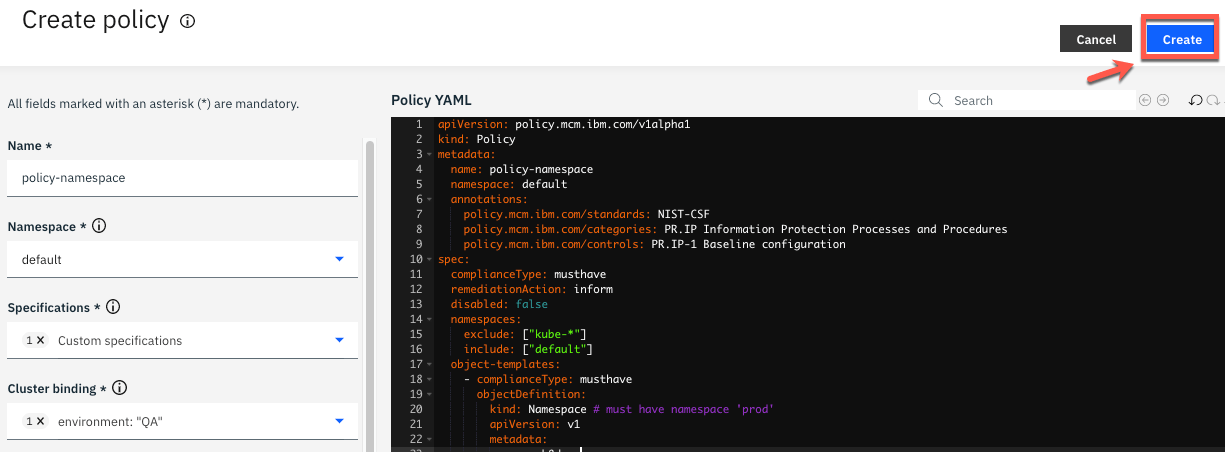 Create policy
Cancel
Create
All fields marked with an asterisk (*) are mandatory.
Name *
policy-namespace
Namespace *
default
Specifications *
1 × Custom specifications
Cluster binding *
1 × environment: "QA"
Policy YAML
Search
1 apiVersion: policy.mcm.ibm.com/v1alpha1
2 kind: Policy
3 metadata:
4 name: policy-namespace
5 namespace: default
6 annotations:
7 policy.mcm.ibm.com/standards: NIST-CSF
8 policy.mcm.ibm.com/categories: PR.IP Information Protection Processes and Procedures
9 policy.mcm.ibm.com/controls: PR.IP-1 Baseline configuration
10 spec:
11 complianceType: musthave
12 remediationAction: inform
13 disabled: false
14 namespaces:
15 exclude: ["kube-*"]
16 include: ["default"]
17 object-templates:
18 - complianceType: musthave
19 objectDefinition:
20 kind: Namespace # must have namespace 'prod'
21 apiVersion: v1
22 metadata: